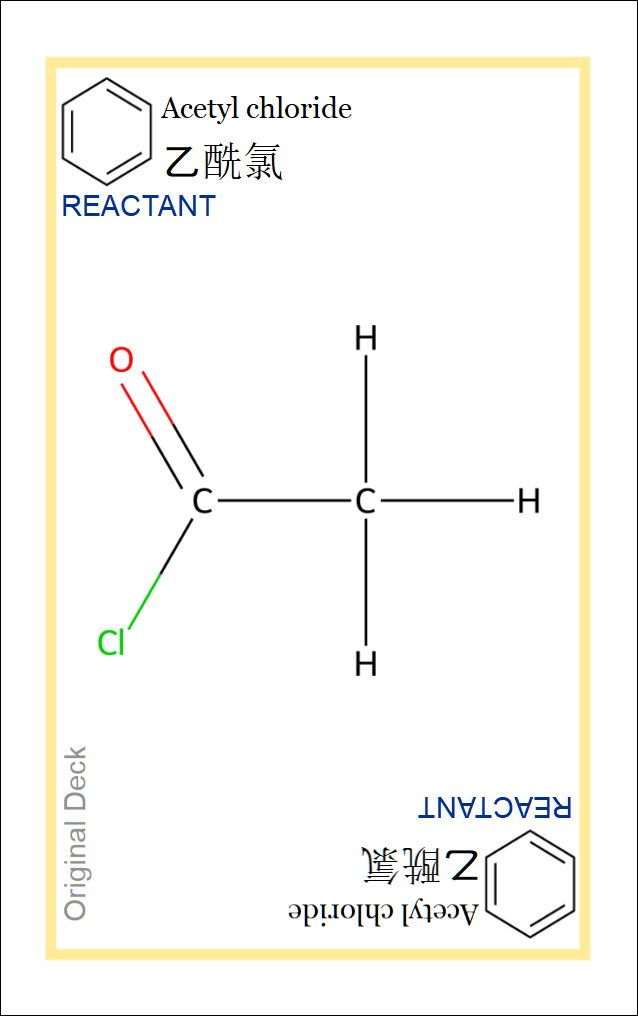 Acetyl chloride
乙酰氯
REACTANT
H
O
C
C
H
Cl
H
Original Deck
REACTANT
乙酰氯
Acetyl chloride